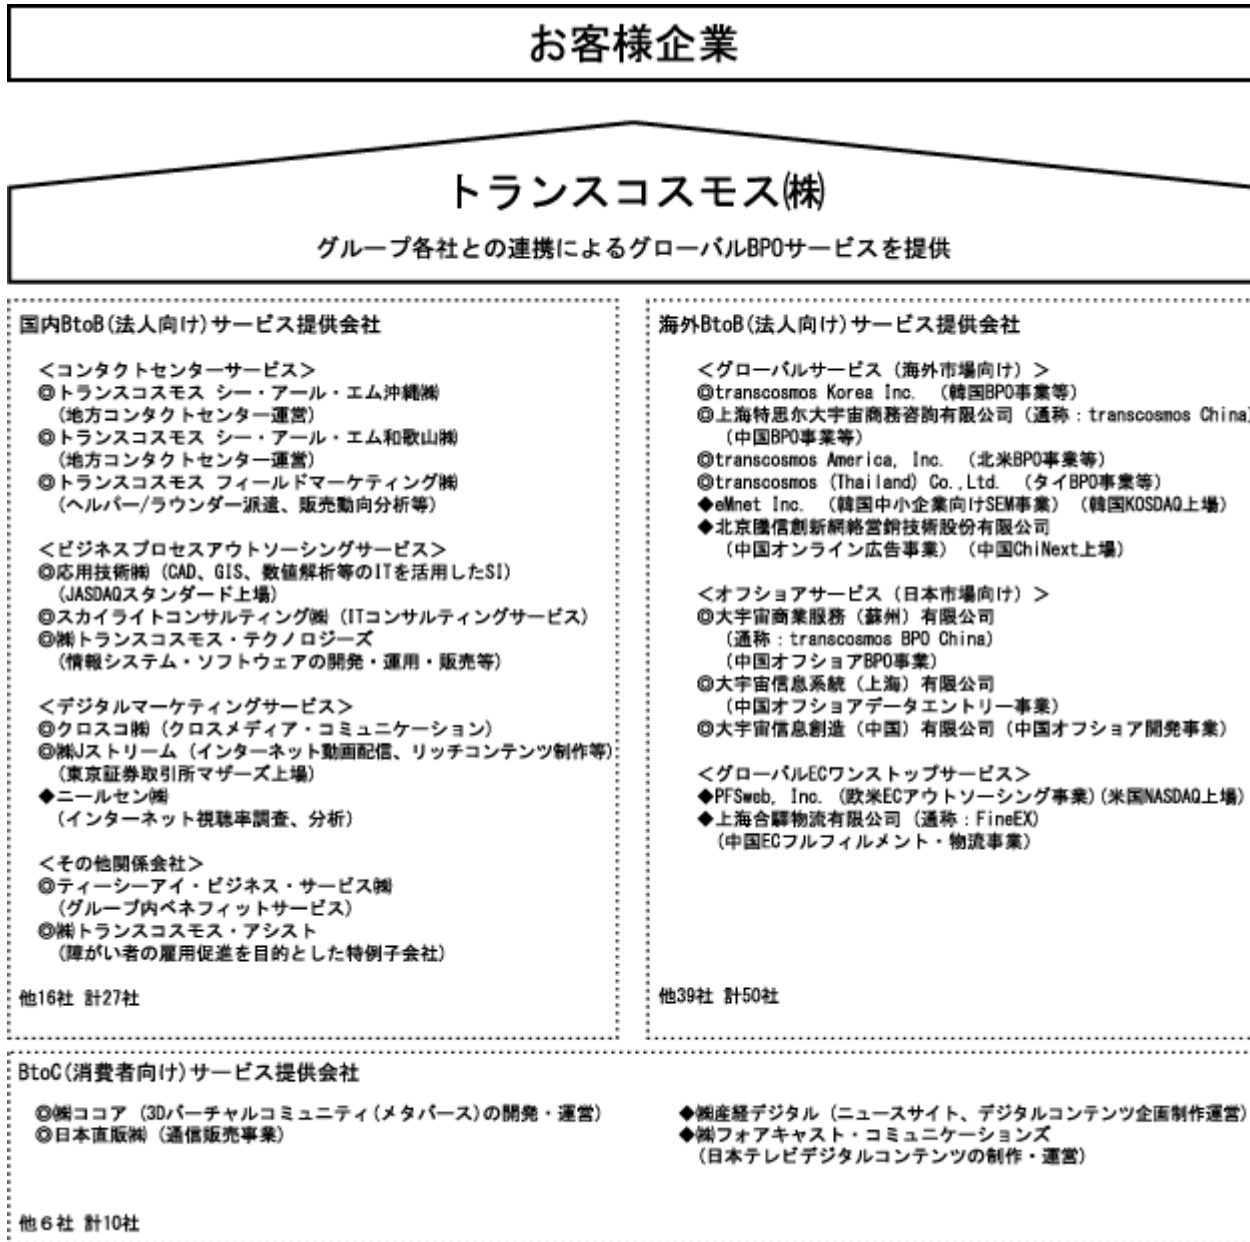 お客様企業
トランスコスモス㈱
グループ各社との連携によるグローバルBPOサービスを提供
国内BtoB(法人向け)サービス提供会社
＜コンタクトセンターサービス＞
◎トランスコスモス シー・アール・エム沖縄㈱
(地方コンタクトセンター運営)
◎トランスコスモス シー・アール・エム和歌山㈱
(地方コンタクトセンター運営)
◎トランスコスモス フィールドマーケティング㈱
(ヘルパー/ラウンダー派遣、販売動向分析等)
＜ビジネスプロセスアウトソーシングサービス＞
◎応用技術㈱ (CAD、GIS、数値解析等のITを活用したSI)
(JASDAQスタンダード上場)
◎スカイライトコンサルティング㈱ (ITコンサルティングサービス)
◎㈱トランスコスモス・テクノロジーズ
(情報システム・ソフトウェアの開発・運用・販売等)
＜デジタルマーケティングサービス＞
◎クロスコ㈱ (クロスメディア・コミュニケーション)
◎㈱Jストリーム (インターネット動画配信、リッチコンテンツ制作等)
(東京証券取引所マザーズ上場)
◆ニールセン㈱
(インターネット視聴率調査、分析)
＜その他関係会社＞
◎ティーシーアイ・ビジネス・サービス㈱
(グループ内ベネフィットサービス)
◎㈱トランスコスモス・アシスト
(障がい者の雇用促進を目的とした特例子会社)
他16社 計27社
海外BtoB(法人向け)サービス提供会社
＜グローバルサービス (海外市場向け) ＞
◎transcosmos Korea Inc. (韓国BPO事業等)
◎上海特思尔大宇宙商務咨詢有限公司 (通称：transcosmos China)
(中国BPO事業等)
◎transcosmos America, Inc. (北米BPO事業等)
◎transcosmos (Thailand) Co.,Ltd. (タイBPO事業等)
◆eMnet Inc. (韓国中小企業向けSEM事業) (韓国KOSDAQ上場)
◆北京騰信創新網絡営銷技術股份有限公司
(中国オンライン広告事業) (中国ChiNext上場)
＜オフショアサービス (日本市場向け) ＞
◎大宇宙商業服務 (蘇州) 有限公司
(通称：transcosmos BPO China)
(中国オフショアBPO事業)
◎大宇宙信息系統 (上海) 有限公司
(中国オフショアデータエントリー事業)
◎大宇宙信息創造 (中国) 有限公司 (中国オフショア開発事業)
＜グローバルECワンストップサービス＞
◆PFSweb, Inc. (欧米ECアウトソーシング事業) (米国NASDAQ上場)
◆上海合驛物流有限公司 (通称：FineEX)
(中国ECフルフィルメント・物流事業)
他39社 計50社
BtoC(消費者向け)サービス提供会社
◎㈱ココア (3Dバーチャルコミュニティ(メタバース)の開発・運営)
◎日本直販㈱ (通信販売事業)
◆㈱産経デジタル (ニュースサイト、デジタルコンテンツ企画制作運営)
◆㈱フォアキャスト・コミュニケーションズ
(日本テレビデジタルコンテンツの制作・運営)
他６社 計10社